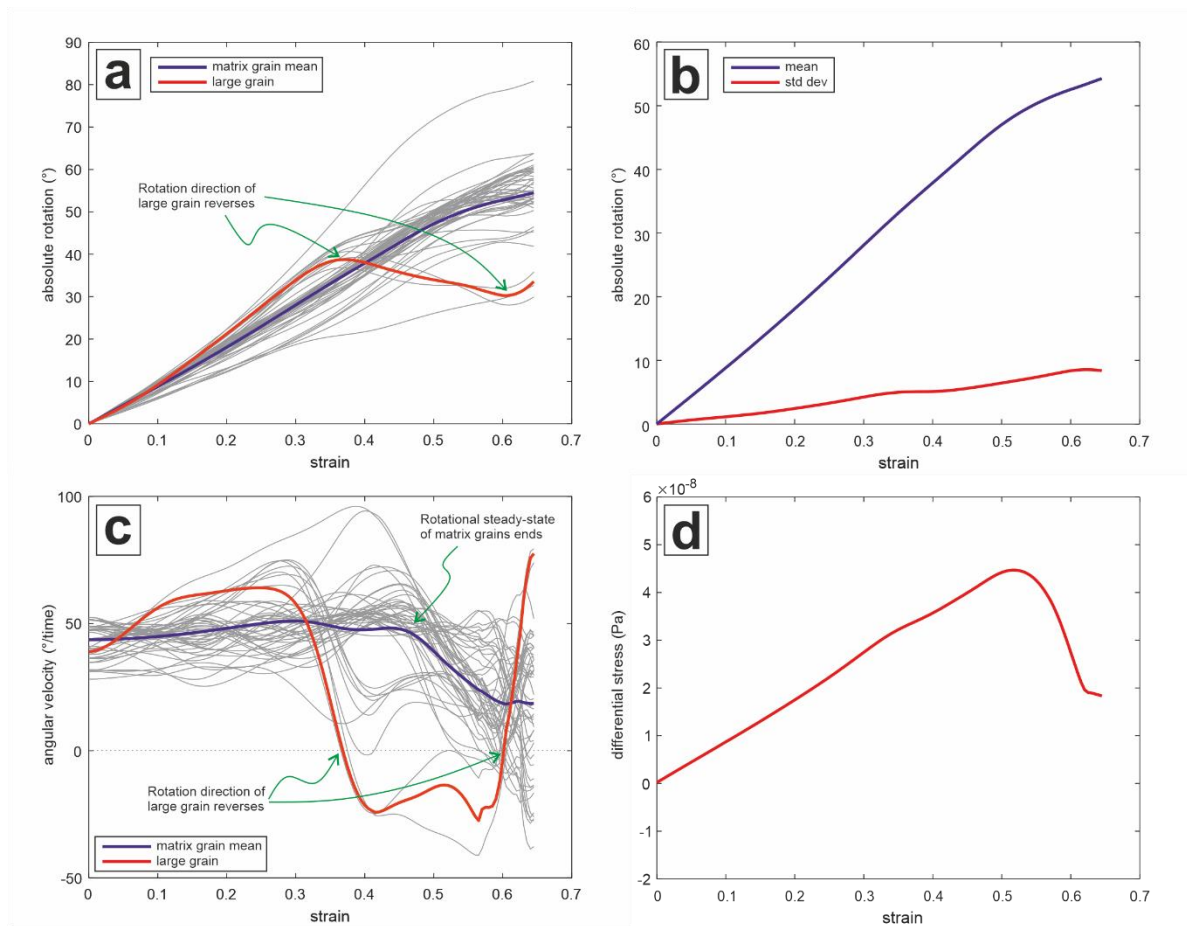 a
matrix grain mean
large grain
Rotation direction of
large grain reverses
absolute rotation (°)
90
80
70
60
50
40
30
20
10
0
0 0.1 0.2 0.3 0.4 0.5 0.6 0.7
strain
b
mean
std dev
absolute rotation (°)
60
50
40
30
20
10
0
0 0.1 0.2 0.3 0.4 0.5 0.6 0.7
strain
c
Rotational steady-state
of matrix grains ends
Rotation direction of
large grain reverses
matrix grain mean
large grain
angular velocity (°/time)
100
50
0
-50
0 0.1 0.2 0.3 0.4 0.5 0.6 0.7
strain
d
×10⁻⁸
differential stress (Pa)
6
5
4
3
2
1
0
-1
-2
0 0.1 0.2 0.3 0.4 0.5 0.6 0.7
strain